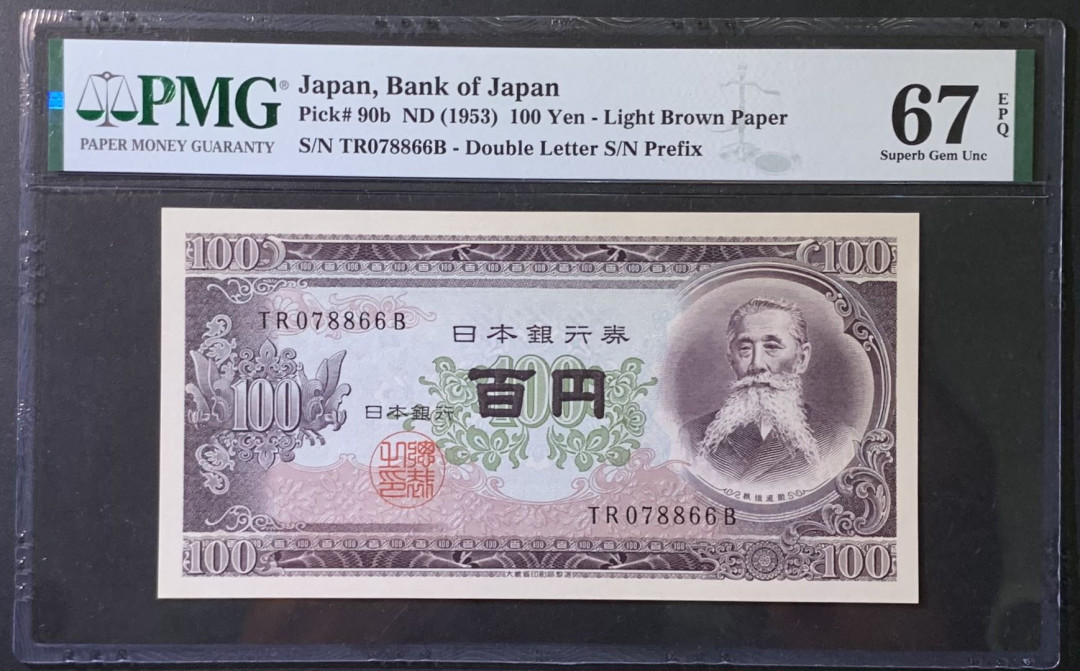 PMG®
PAPER MONEY GUARANTY
Japan, Bank of Japan
Pick# 90b ND (1953) 100 Yen - Light Brown Paper
S/N TR078866B - Double Letter S/N Prefix
67
EPQ
Superb Gem Unc
100 100
TR078866B
日本銀行券
100
百円
100
日本銀行
TR078866B
100 100